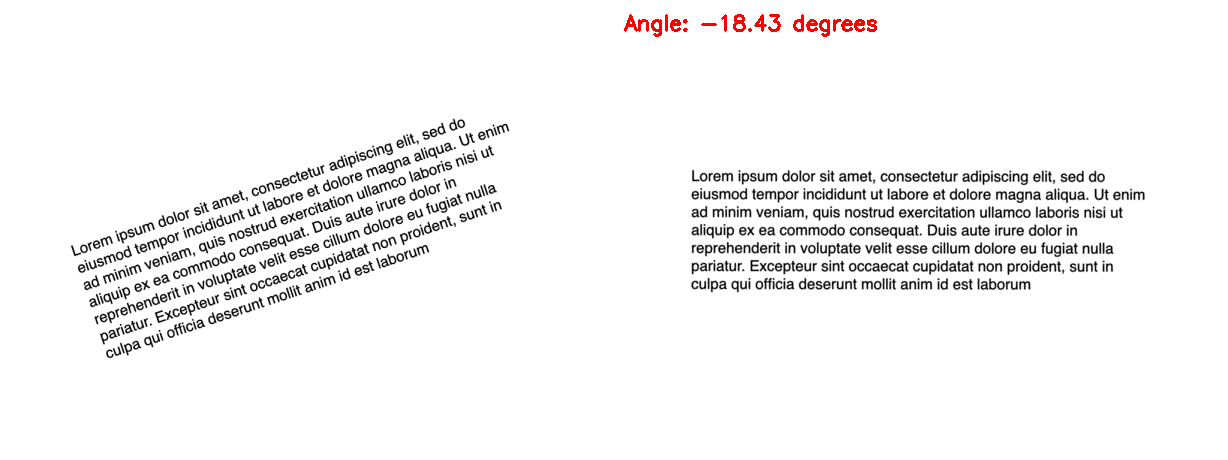 Angle: −18.43 degrees
Lorem ipsum dolor sit amet, consectetur adipiscing elit, sed do
eiusmod tempor incididunt ut labore et dolore magna aliqua. Ut enim
ad minim veniam, quis nostrud exercitation ullamco laboris nisi ut
aliquip ex ea commodo consequat. Duis aute irure dolor in
reprehenderit in voluptate velit esse cillum dolore eu fugiat nulla
pariatur. Excepteur sint occaecat cupidatat non proident, sunt in
culpa qui officia deserunt mollit anim id est laborum
Lorem ipsum dolor sit amet, consectetur adipiscing elit, sed do
eiusmod tempor incididunt ut labore et dolore magna aliqua. Ut enim
ad minim veniam, quis nostrud exercitation ullamco laboris nisi ut
aliquip ex ea commodo consequat. Duis aute irure dolor in
reprehenderit in voluptate velit esse cillum dolore eu fugiat nulla
pariatur. Excepteur sint occaecat cupidatat non proident, sunt in
culpa qui officia deserunt mollit anim id est laborum